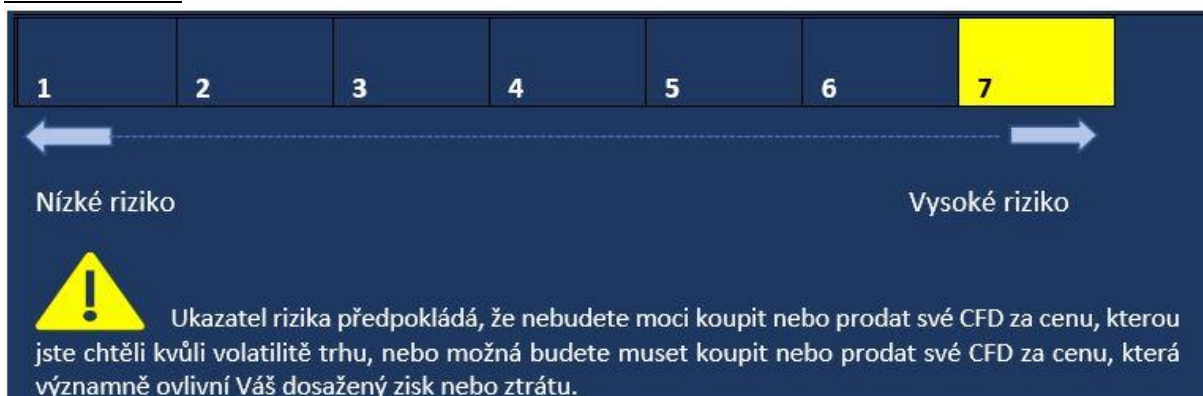 1 2 3 4 5 6 7
Nízké riziko Vysoké riziko
! Ukazatel rizika předpokládá, že nebudete moci koupit nebo prodat své CFD za cenu, kterou
jste chtěli kvůli volatilitě trhu, nebo možná budete muset koupit nebo prodat své CFD za cenu, která
významně ovlivní Váš dosažený zisk nebo ztrátu.